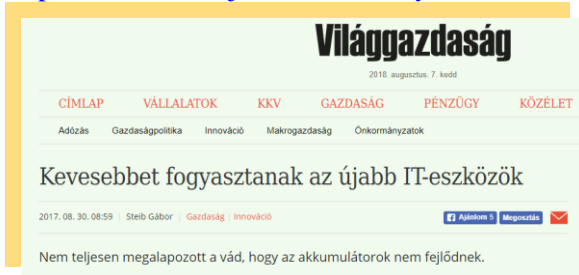 Világgazdaság
2018. augusztus. 7. kedd
CÍMLAP VÁLLALATOK KKV GAZDASÁG PÉNZÜGY KÖZÉLET
Adózás Gazdaságpolitika Innováció Makrogazdaság Önkormányzatok
Kevesebbet fogyasztanak az újabb IT-eszközök
2017. 08. 30. 08:59 | Steib Gábor | Gazdaság | Innováció Ajánlom 5 Megosztás
Nem teljesen megalapozott a vád, hogy az akkumulátorok nem fejlődnek.